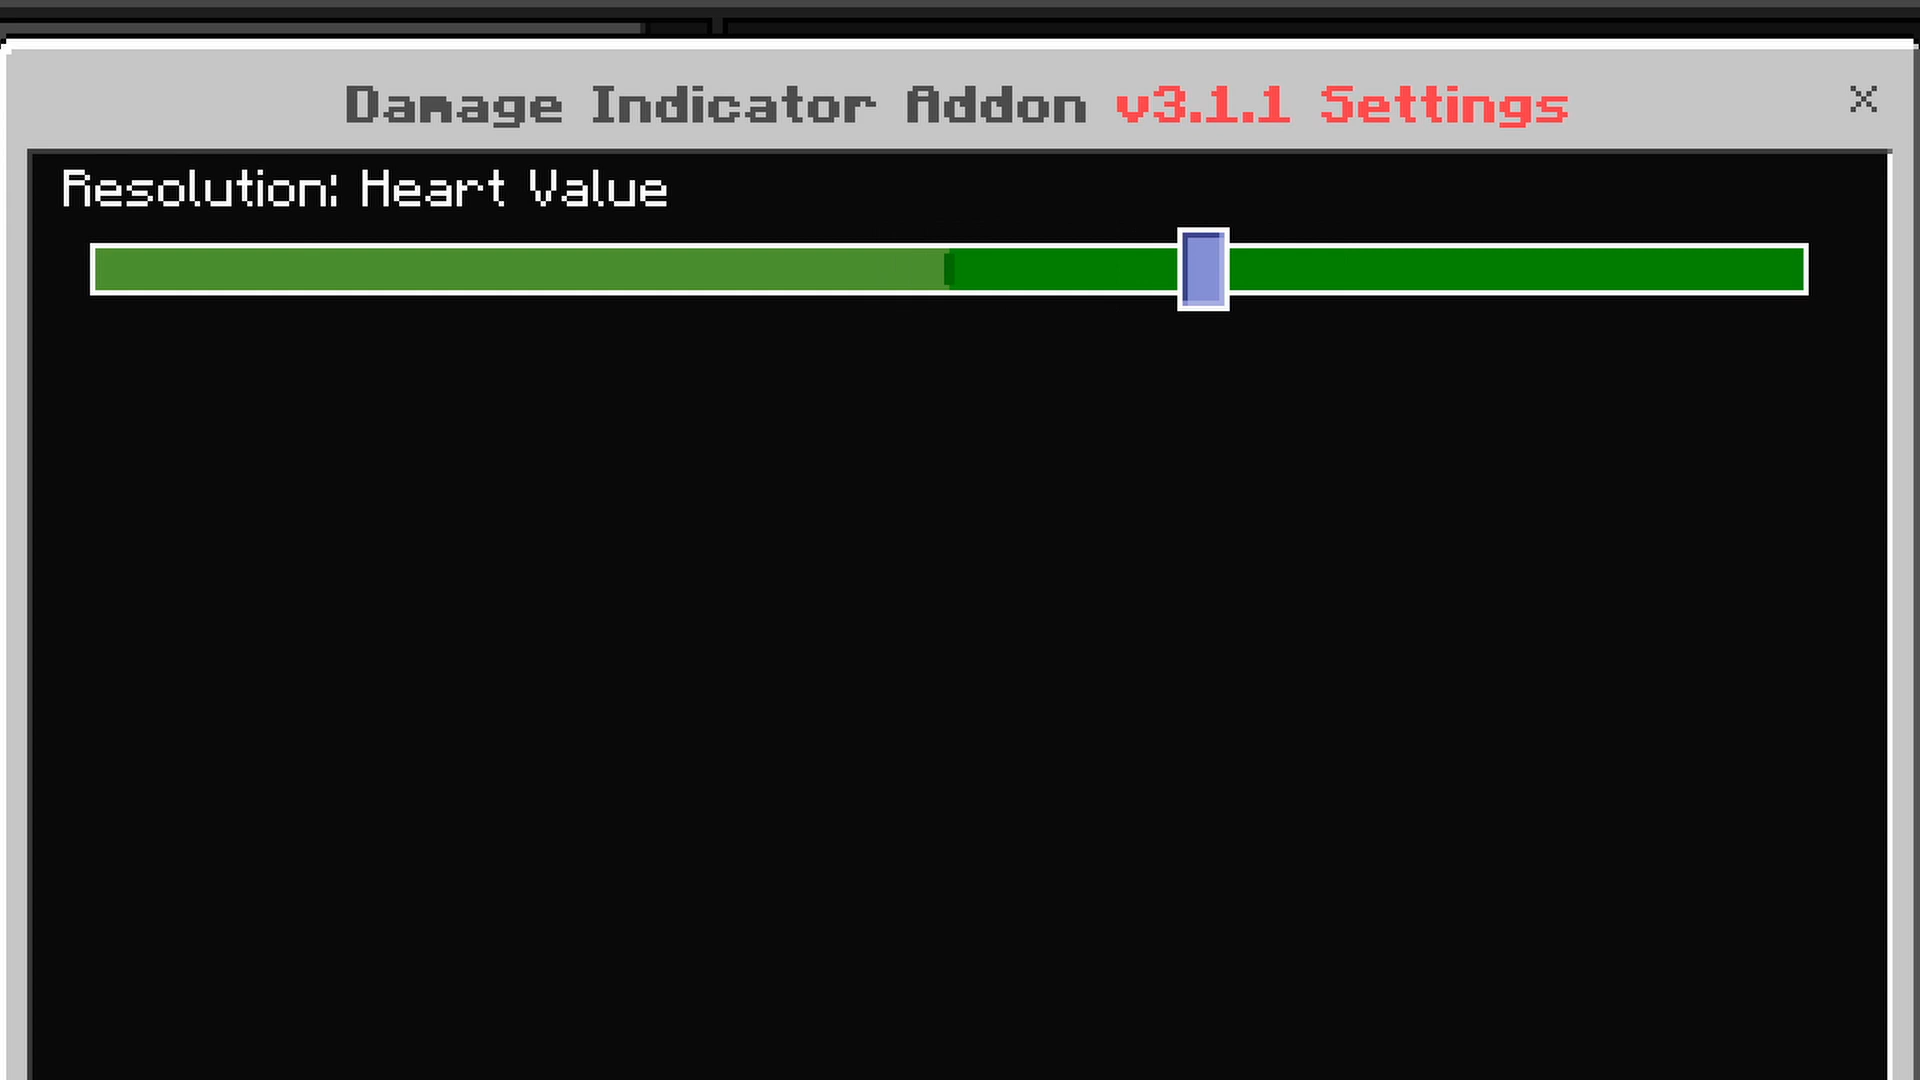 Damage Indicator Addon v3.1.1 Settings
Resolution: Heart Value